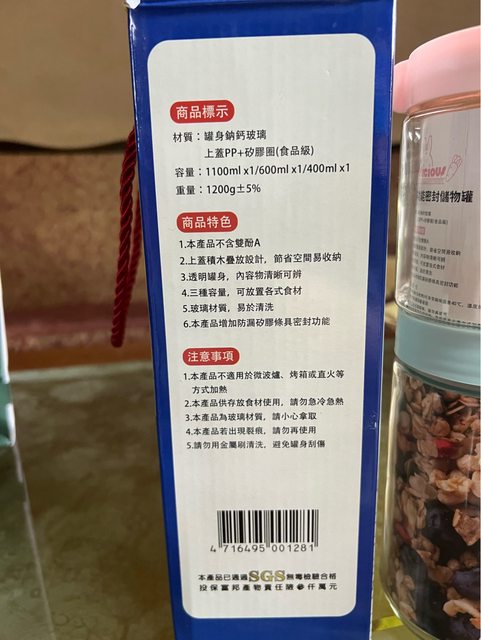 商品標示
材質：罐身鈉鈣玻璃
上蓋PP+矽膠圈(食品級)
容量：1100ml x1/600ml x1/400ml x1
重量：1200g±5%
商品特色
1.本產品不含雙酚A
2.上蓋積木疊放設計，節省空間易收納
3.透明罐身，內容物清晰可辨
4.三種容量，可放置各式食材
5.玻璃材質，易於清洗
6.本產品增加防漏矽膠條具密封功能
注意事項
1.本產品不適用於微波爐、烤箱或直火等
方式加熱
2.本產品供存放食材使用，請勿急冷急熱
3.本產品為玻璃材質，請小心拿取
4.本產品若出現裂痕，請勿再使用
5.請勿用金屬刷清洗，避免罐身刮傷
4 716495 001281
本產品已通過SGS無毒檢驗合格
投保富邦產物責任險參仟萬元
能密封儲物罐